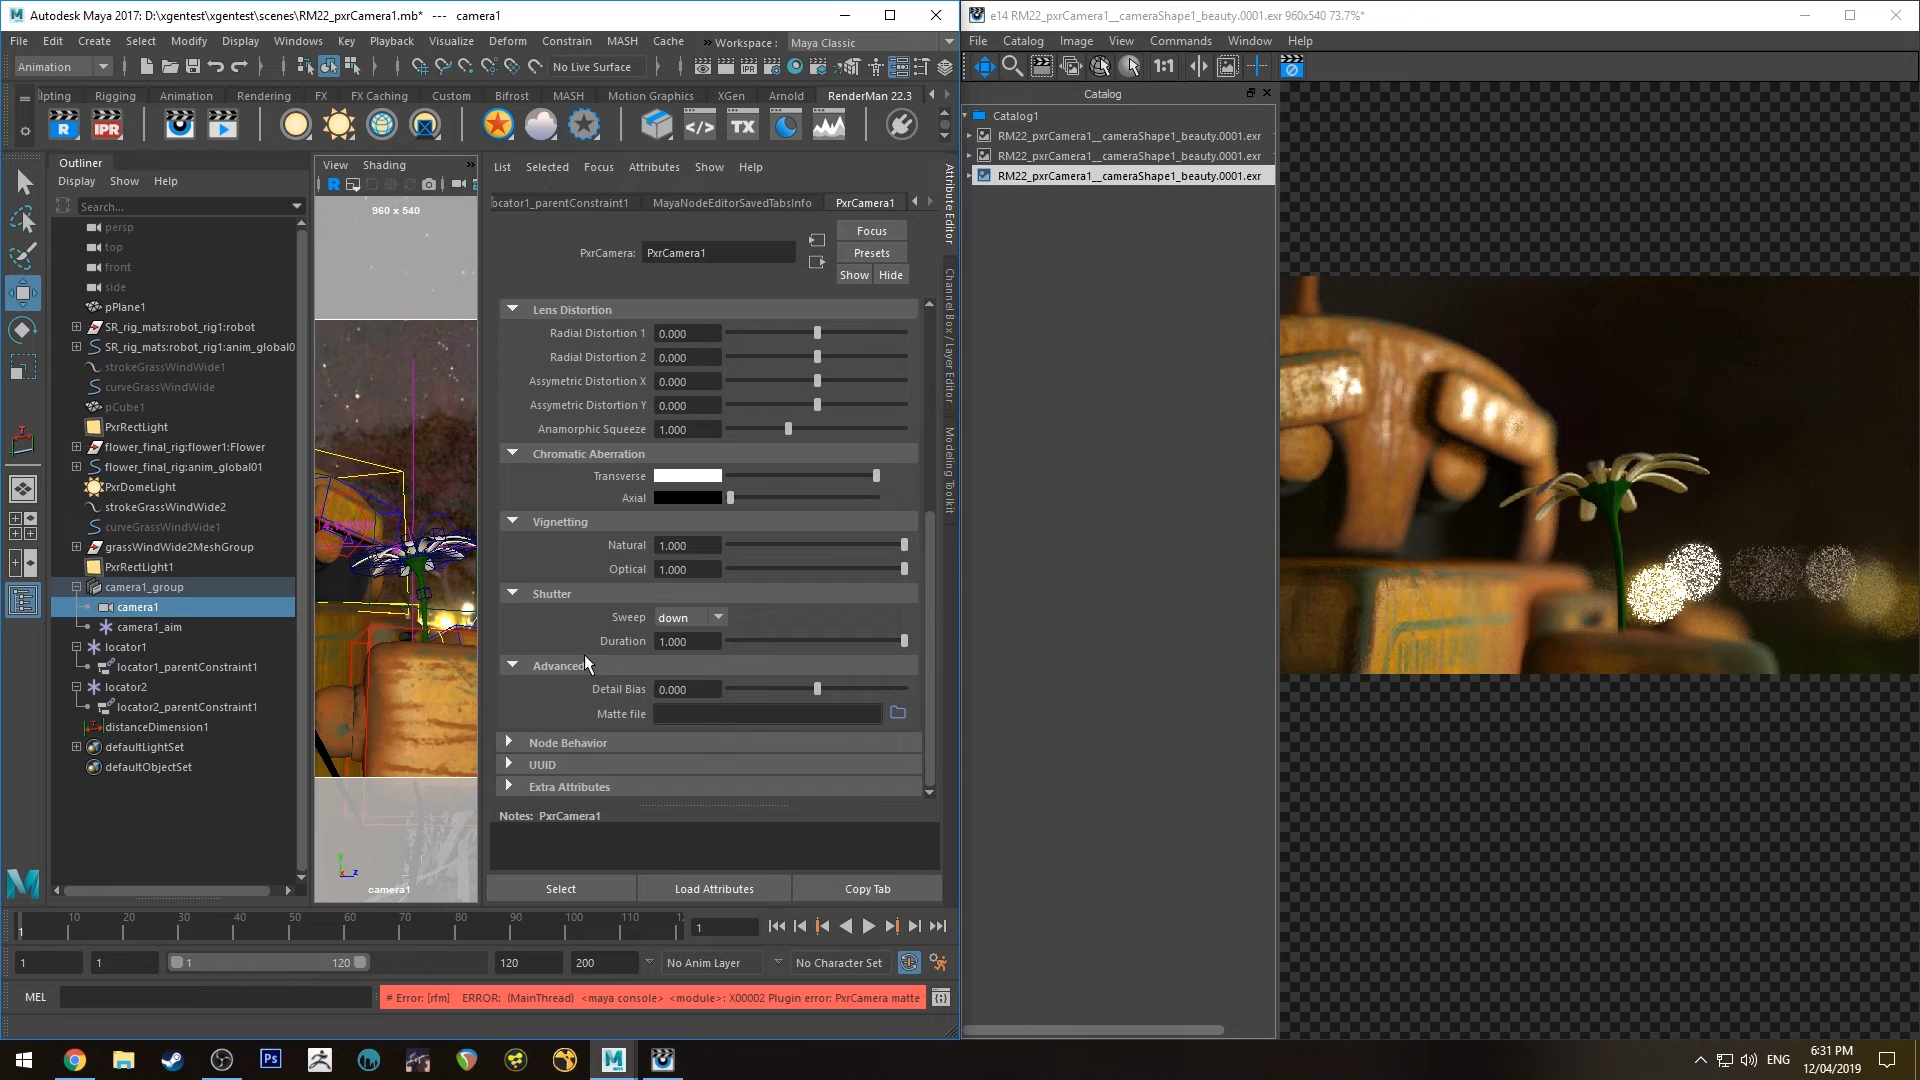 Autodesk Maya 2017: D:\xgentest\xgentest\scenes\RM22_pxrCamera1.mb* --- camera1
File Edit Create Select Modify Display Windows Key Playback Visualize Deform Constrain MASH Cache » Workspace : Maya Classic
Animation No Live Surface
lpting Rigging Animation Rendering FX FX Caching Custom Bifrost MASH Motion Graphics XGen Arnold RenderMan 22.3
R IPR TX
Outliner
Display Show Help
Search...
persp
top
front
side
pPlane1
SR_rig_mats:robot_rig1:robot
SR_rig_mats:robot_rig1:anim_global0
strokeGrassWindWide1
curveGrassWindWide
pCube1
PxrRectLight
flower_final_rig:flower1:Flower
flower_final_rig:anim_global01
PxrDomeLight
strokeGrassWindWide2
curveGrassWindWide1
grassWindWide2MeshGroup
PxrRectLight1
camera1_group
camera1
camera1_aim
locator1
locator1_parentConstraint1
locator2
locator2_parentConstraint1
distanceDimension1
defaultLightSet
defaultObjectSet
View Shading »
960 x 540
camera1
List Selected Focus Attributes Show Help
ocator1_parentConstraint1 MayaNodeEditorSavedTabsInfo PxrCamera1
PxrCamera: PxrCamera1
Focus
Presets
Show Hide
Lens Distortion
Radial Distortion 1 0.000
Radial Distortion 2 0.000
Assymetric Distortion X 0.000
Assymetric Distortion Y 0.000
Anamorphic Squeeze 1.000
Chromatic Aberration
Transverse
Axial
Vignetting
Natural 1.000
Optical 1.000
Shutter
Sweep down
Duration 1.000
Advanced
Detail Bias 0.000
Matte file
Node Behavior
UUID
Extra Attributes
Notes: PxrCamera1
Select Load Attributes Copy Tab
Attribute Editor
Channel Box / Layer Editor
Modeling Toolkit
10 20 30 40 50 60 70 80 90 100 110
1 1
1 1 1 120 120 200 No Anim Layer No Character Set
MEL # Error: [rfm] ERROR: (MainThread) <maya console> <module>: X00002 Plugin error: PxrCamera matte
e14 RM22_pxrCamera1__cameraShape1_beauty.0001.exr 960x540 73.7%*
File Catalog Image View Commands Window Help
1:1
Catalog
Catalog1
RM22_pxrCamera1__cameraShape1_beauty.0001.exr
RM22_pxrCamera1__cameraShape1_beauty.0001.exr
RM22_pxrCamera1__cameraShape1_beauty.0001.exr
Ps ENG 6:31 PM
12/04/2019